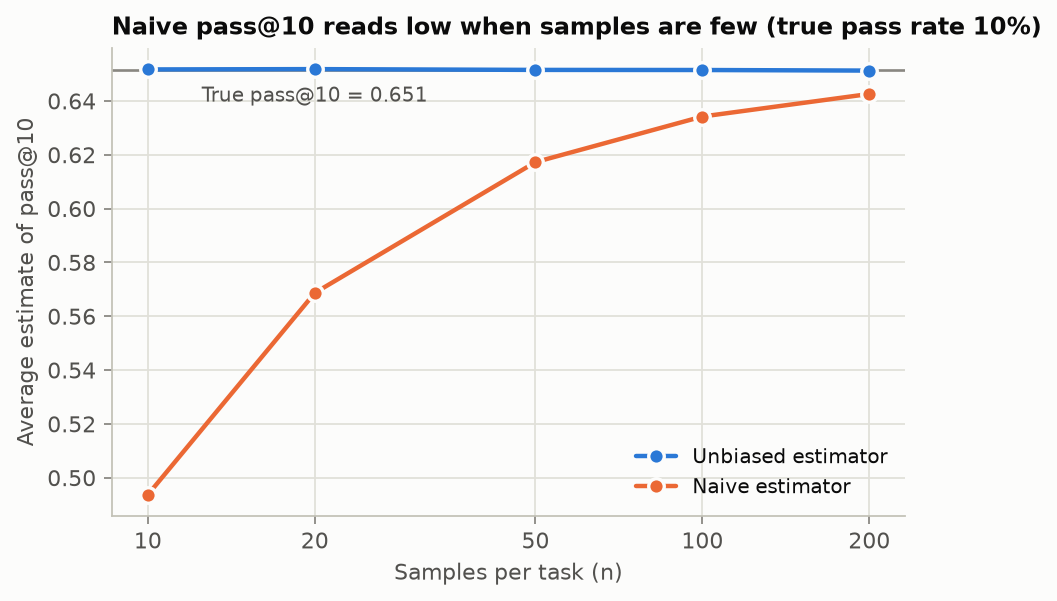 Naive pass@10 reads low when samples are few (true pass rate 10%)
True pass@10 = 0.651
Average estimate of pass@10
0.64
0.62
0.60
0.58
0.56
0.54
0.52
0.50
Unbiased estimator
Naive estimator
10 20 50 100 200
Samples per task (n)